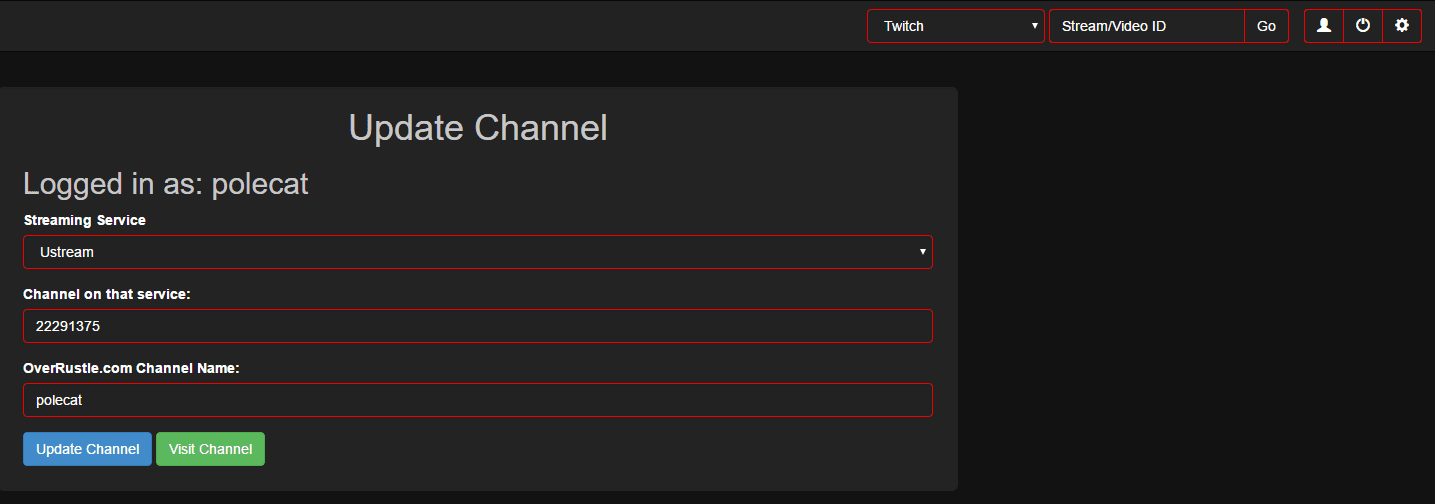 Twitch Stream/Video ID Go
Update Channel
Logged in as: polecat
Streaming Service
Ustream
Channel on that service:
22291375
OverRustle.com Channel Name:
polecat
Update Channel Visit Channel